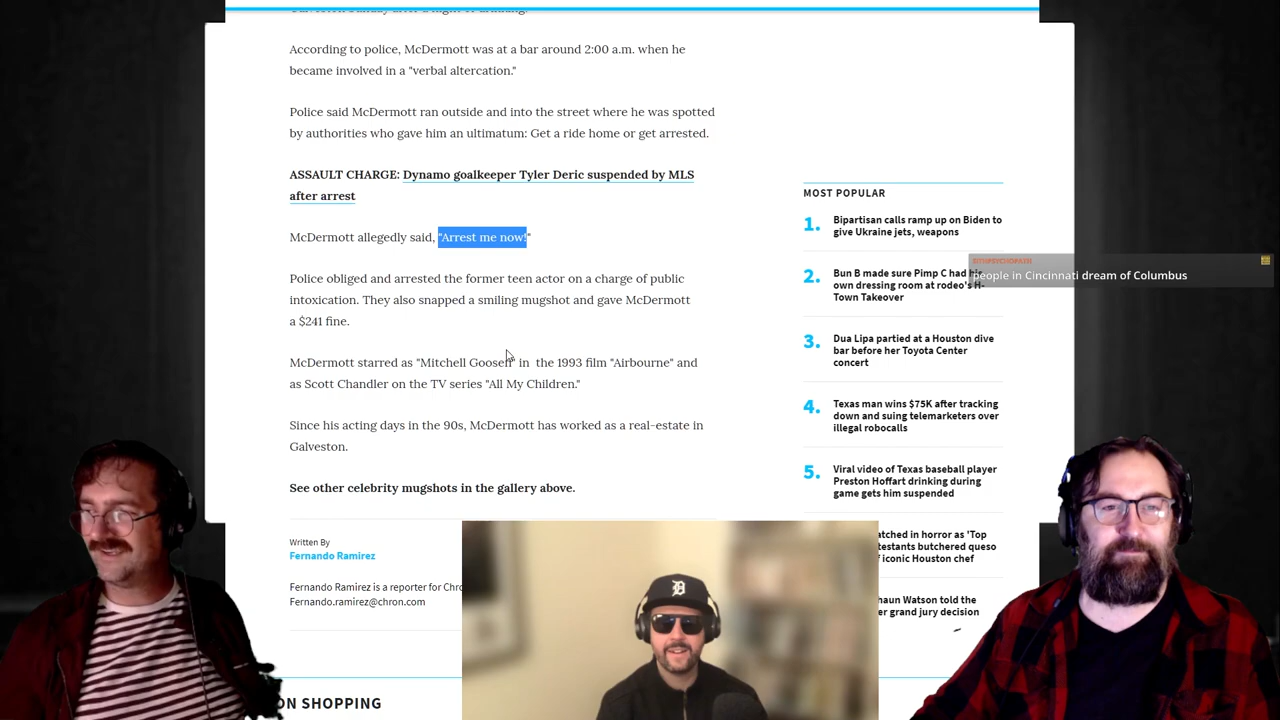 According to police, McDermott was at a bar around 2:00 a.m. when he
became involved in a "verbal altercation."
Police said McDermott ran outside and into the street where he was spotted
by authorities who gave him an ultimatum: Get a ride home or get arrested.
ASSAULT CHARGE: Dynamo goalkeeper Tyler Deric suspended by MLS
after arrest
McDermott allegedly said, "Arrest me now!"
Police obliged and arrested the former teen actor on a charge of public
intoxication. They also snapped a smiling mugshot and gave McDermott
a $241 fine.
McDermott starred as "Mitchell Goosen" in the 1993 film "Airbourne" and
as Scott Chandler on the TV series "All My Children."
Since his acting days in the 90s, McDermott has worked as a real-estate in
Galveston.
See other celebrity mugshots in the gallery above.
Written By
Fernando Ramirez
Fernando Ramirez is a reporter for Chro
Fernando.ramirez@chron.com
ON SHOPPING
MOST POPULAR
1. Bipartisan calls ramp up on Biden to
give Ukraine jets, weapons
2. Bun B made sure Pimp C had his
own dressing room at rodeo's H-
Town Takeover
3. Dua Lipa partied at a Houston dive
bar before her Toyota Center
concert
4. Texas man wins $75K after tracking
down and suing telemarketers over
illegal robocalls
5. Viral video of Texas baseball player
Preston Hoffart drinking during
game gets him suspended
atched in horror as 'Top
testants butchered queso
f iconic Houston chef
haun Watson told the
er grand jury decision
people in Cincinnati dream of Columbus
D